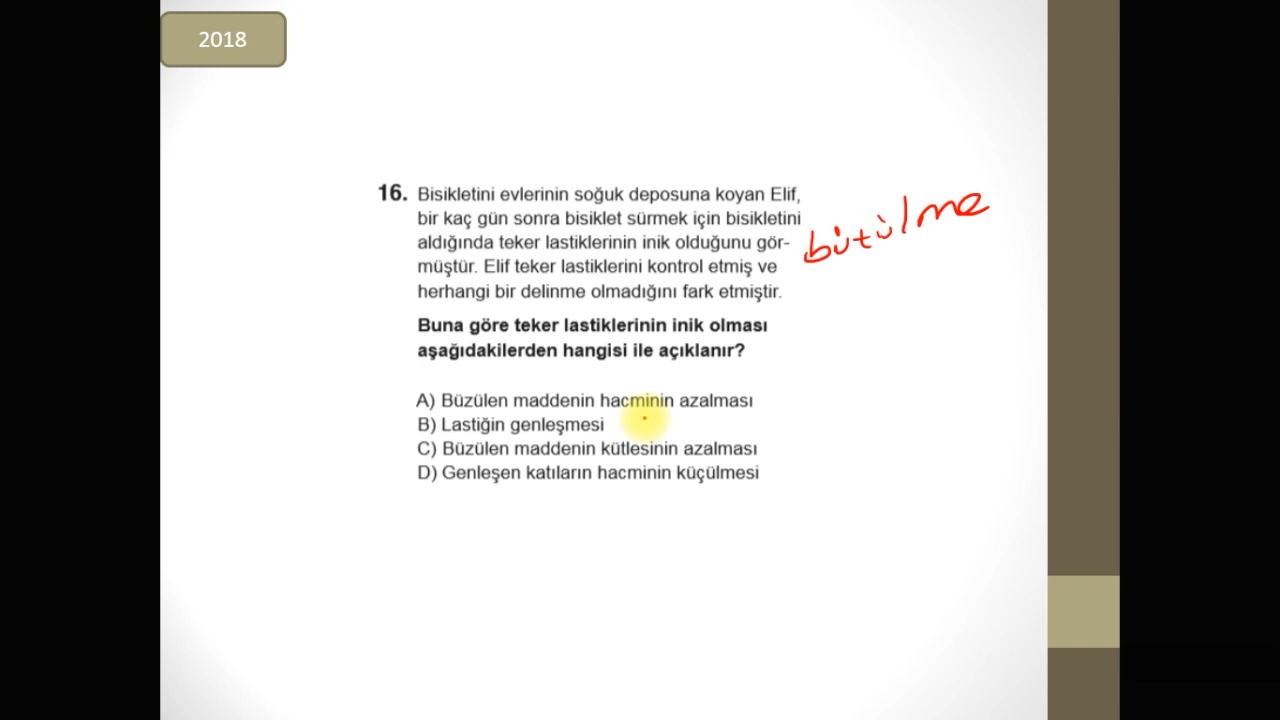 2018
16. Bisikletini evlerinin soğuk deposuna koyan Elif,
bir kaç gün sonra bisiklet sürmek için bisikletini
aldığında teker lastiklerinin inik olduğunu gör-
müştür. Elif teker lastiklerini kontrol etmiş ve
herhangi bir delinme olmadığını fark etmiştir.
bütülme
Buna göre teker lastiklerinin inik olması
aşağıdakilerden hangisi ile açıklanır?
A) Büzülen maddenin hacminin azalması
B) Lastiğin genleşmesi
C) Büzülen maddenin kütlesinin azalması
D) Genleşen katıların hacminin küçülmesi